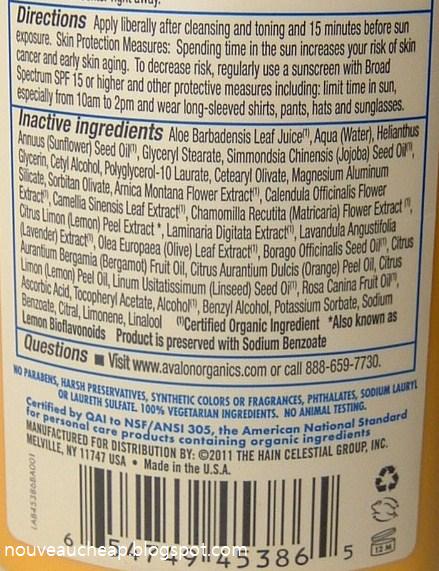 right away.
Directions Apply liberally after cleansing and toning and 15 minutes before sun
exposure. Skin Protection Measures: Spending time in the sun increases your risk of skin
cancer and early skin aging. To decrease risk, regularly use a sunscreen with Broad
Spectrum SPF 15 or higher and other protective measures including: limit time in sun,
especially from 10am to 2pm and wear long-sleeved shirts, pants, hats and sunglasses.
Inactive ingredients Aloe Barbadensis Leaf Juice(¹), Aqua (Water), Helianthus
Annuus (Sunflower) Seed Oil(¹), Glyceryl Stearate, Simmondsia Chinensis (Jojoba) Seed Oil(¹),
Glycerin, Cetyl Alcohol, Polyglyceryl-10 Laurate, Cetearyl Olivate, Magnesium Aluminum
Silicate, Sorbitan Olivate, Arnica Montana Flower Extract(¹), Calendula Officinalis Flower
Extract(¹), Camellia Sinensis Leaf Extract(¹), Chamomilla Recutita (Matricaria) Flower Extract (¹),
Citrus Limon (Lemon) Peel Extract *, Laminaria Digitata Extract(¹), Lavandula Angustifolia
(Lavender) Extract(¹), Olea Europaea (Olive) Leaf Extract(¹), Borago Officinalis Seed Oil(¹), Citrus
Aurantium Bergamia (Bergamot) Fruit Oil, Citrus Aurantium Dulcis (Orange) Peel Oil, Citrus
Limon (Lemon) Peel Oil, Linum Usitatissimum (Linseed) Seed Oil(¹), Rosa Canina Fruit Oil(¹),
Ascorbic Acid, Tocopheryl Acetate, Alcohol(¹), Benzyl Alcohol, Potassium Sorbate, Sodium
Benzoate, Citral, Limonene, Linalool (¹)Certified Organic Ingredient *Also known as
Lemon Bioflavonoids Product is preserved with Sodium Benzoate
Questions ■ Visit www.avalonorganics.com or call 888-659-7730.
NO PARABENS, HARSH PRESERVATIVES, SYNTHETIC COLORS OR FRAGRANCES, PHTHALATES, SODIUM LAURYL
OR LAURETH SULFATE. 100% VEGETARIAN INGREDIENTS. NO ANIMAL TESTING.
Certified by QAI to NSF/ANSI 305, the American National Standard
for personal care products containing organic ingredients
MANUFACTURED FOR DISTRIBUTION BY: ©2011 THE HAIN CELESTIAL GROUP, INC.
MELVILLE, NY 11747 USA • Made in the U.S.A.
LAB45386BA001
12 M
6 54749 45386 5
nouveaucheap.blogspot.com